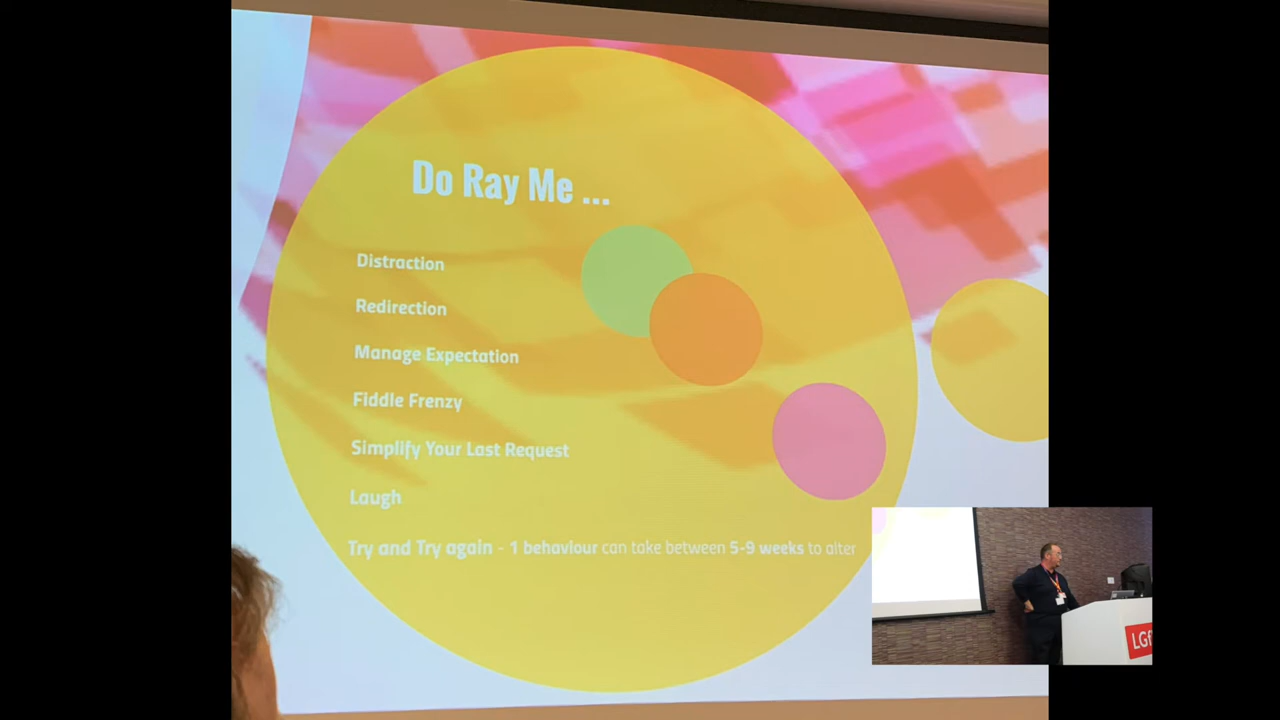 Do Ray Me ...
Distraction
Redirection
Manage Expectation
Fiddle Frenzy
Simplify Your Last Request
Laugh
Try and Try again - 1 behaviour can take between 5-9 weeks to alter
LGf